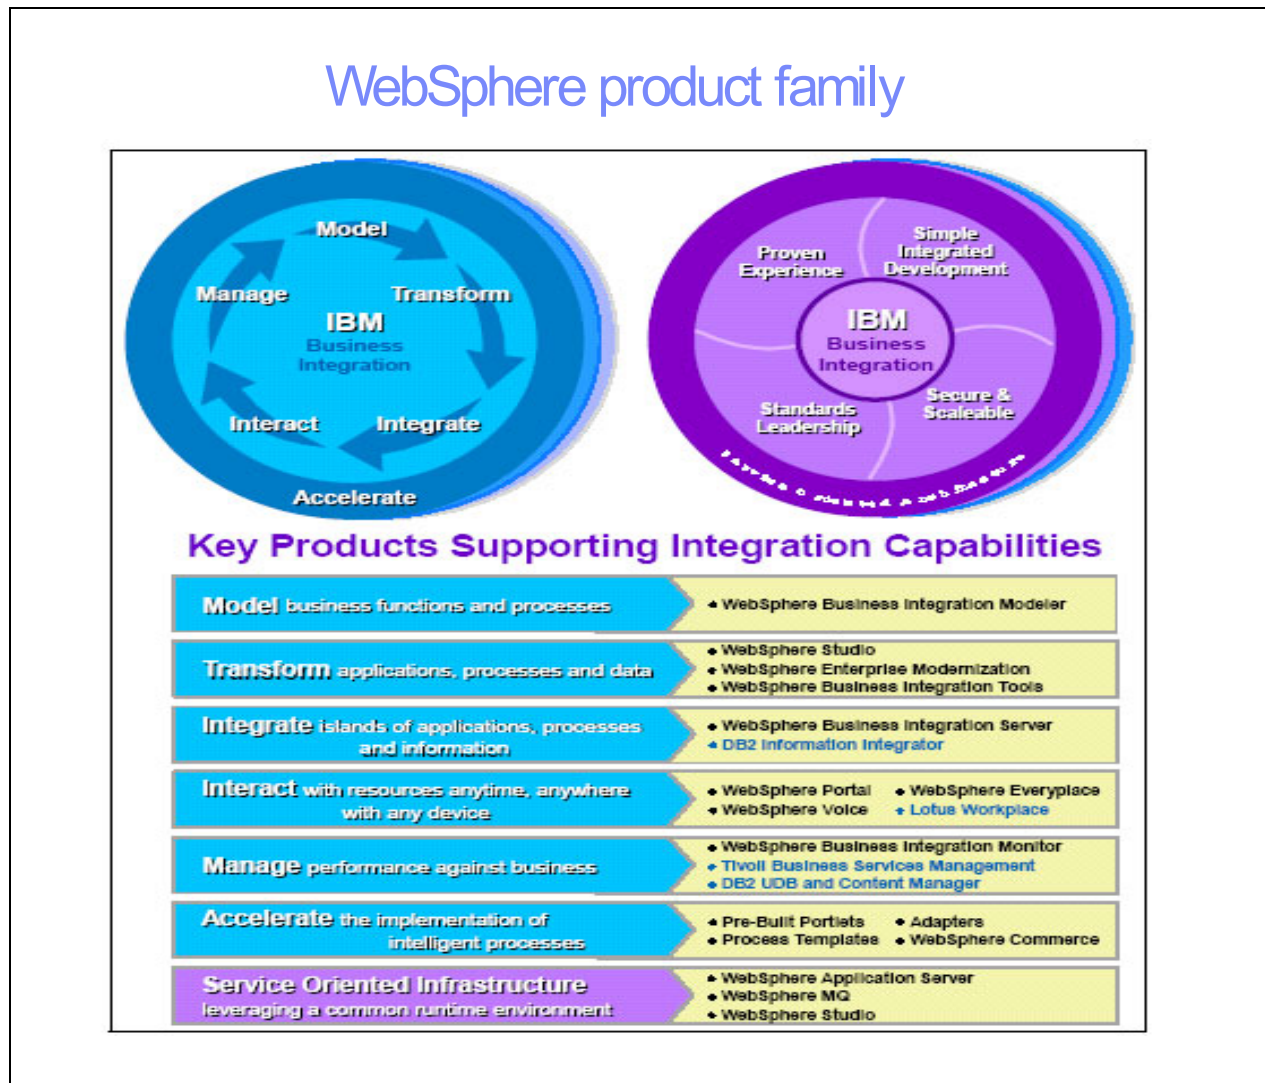 WebSphere product family
Model
Manage
Transform
IBM
Business
Integration
Interact
Integrate
Accelerate
Proven
Experience
Simple
Integrated
Development
IBM
Business
Integration
Standards
Leadership
Secure &
Scaleable
Key Products Supporting Integration Capabilities
Model business functions and processes
• WebSphere Business Integration Modeler
Transform applications, processes and data
• WebSphere Studio
• WebSphere Enterprise Modernization
• WebSphere Business Integration Tools
Integrate islands of applications, processes
and information
• WebSphere Business Integration Server
• DB2 Information Integrator
Interact with resources anytime, anywhere
with any device
• WebSphere Portal • WebSphere Everyplace
• WebSphere Voice • Lotus Workplace
Manage performance against business
• WebSphere Business Integration Monitor
• Tivoli Business Services Management
• DB2 UDB and Content Manager
Accelerate the implementation of
intelligent processes
• Pre-Built Portlets • Adapters
• Process Templates • WebSphere Commerce
Service Oriented Infrastructure
leveraging a common runtime environment
• WebSphere Application Server
• WebSphere MQ
• WebSphere Studio